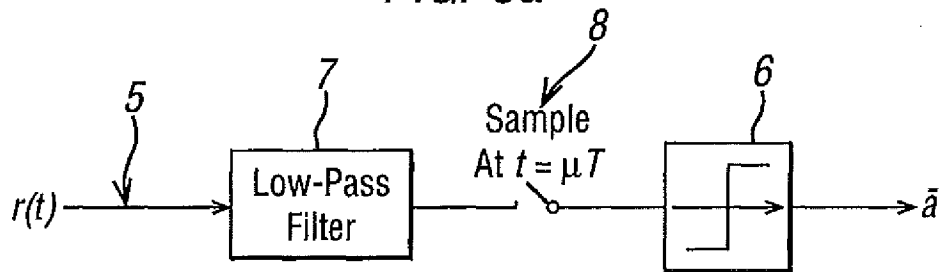 8
5
7
6
Sample
At t = μT
r(t)
Low-Pass
Filter
ā